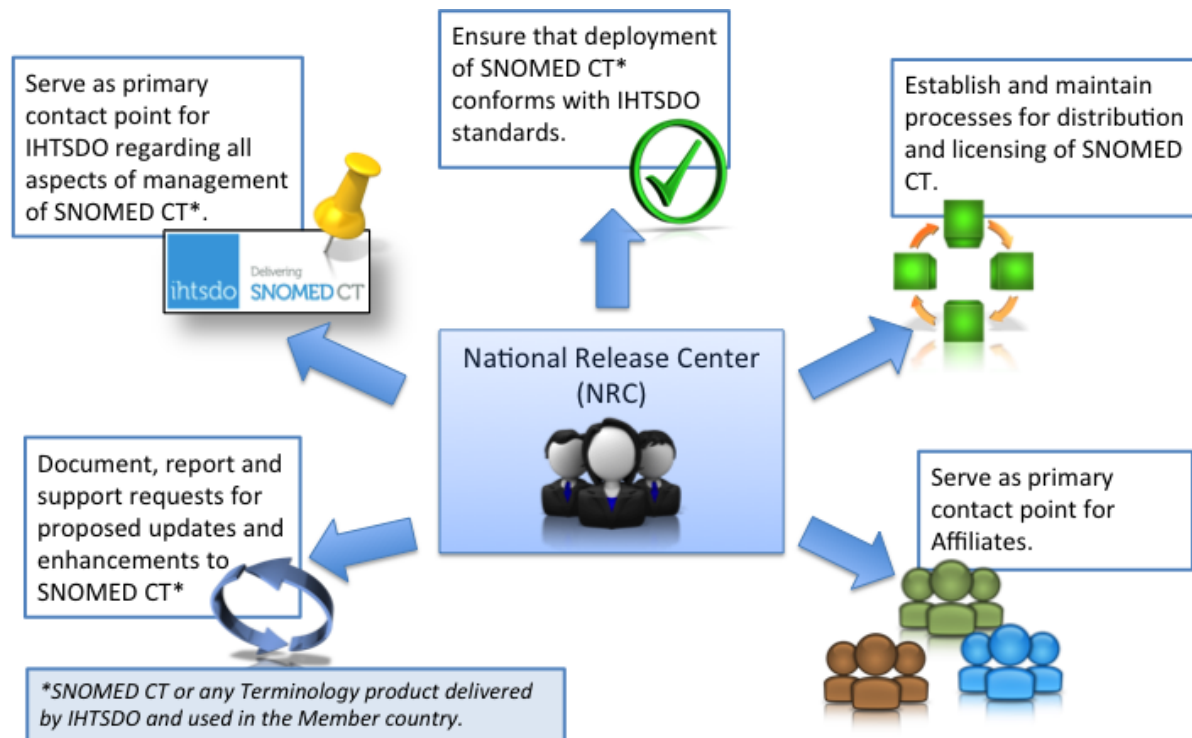 Serve as primary
contact point for
IHTSDO regarding all
aspects of management
of SNOMED CT*.
ihtsdo
Delivering
SNOMED CT
Ensure that deployment
of SNOMED CT*
conforms with IHTSDO
standards.
Establish and maintain
processes for distribution
and licensing of SNOMED
CT.
National Release Center
(NRC)
Document, report and
support requests for
proposed updates and
enhancements to
SNOMED CT*
Serve as primary
contact point for
Affiliates.
*SNOMED CT or any Terminology product delivered
by IHTSDO and used in the Member country.